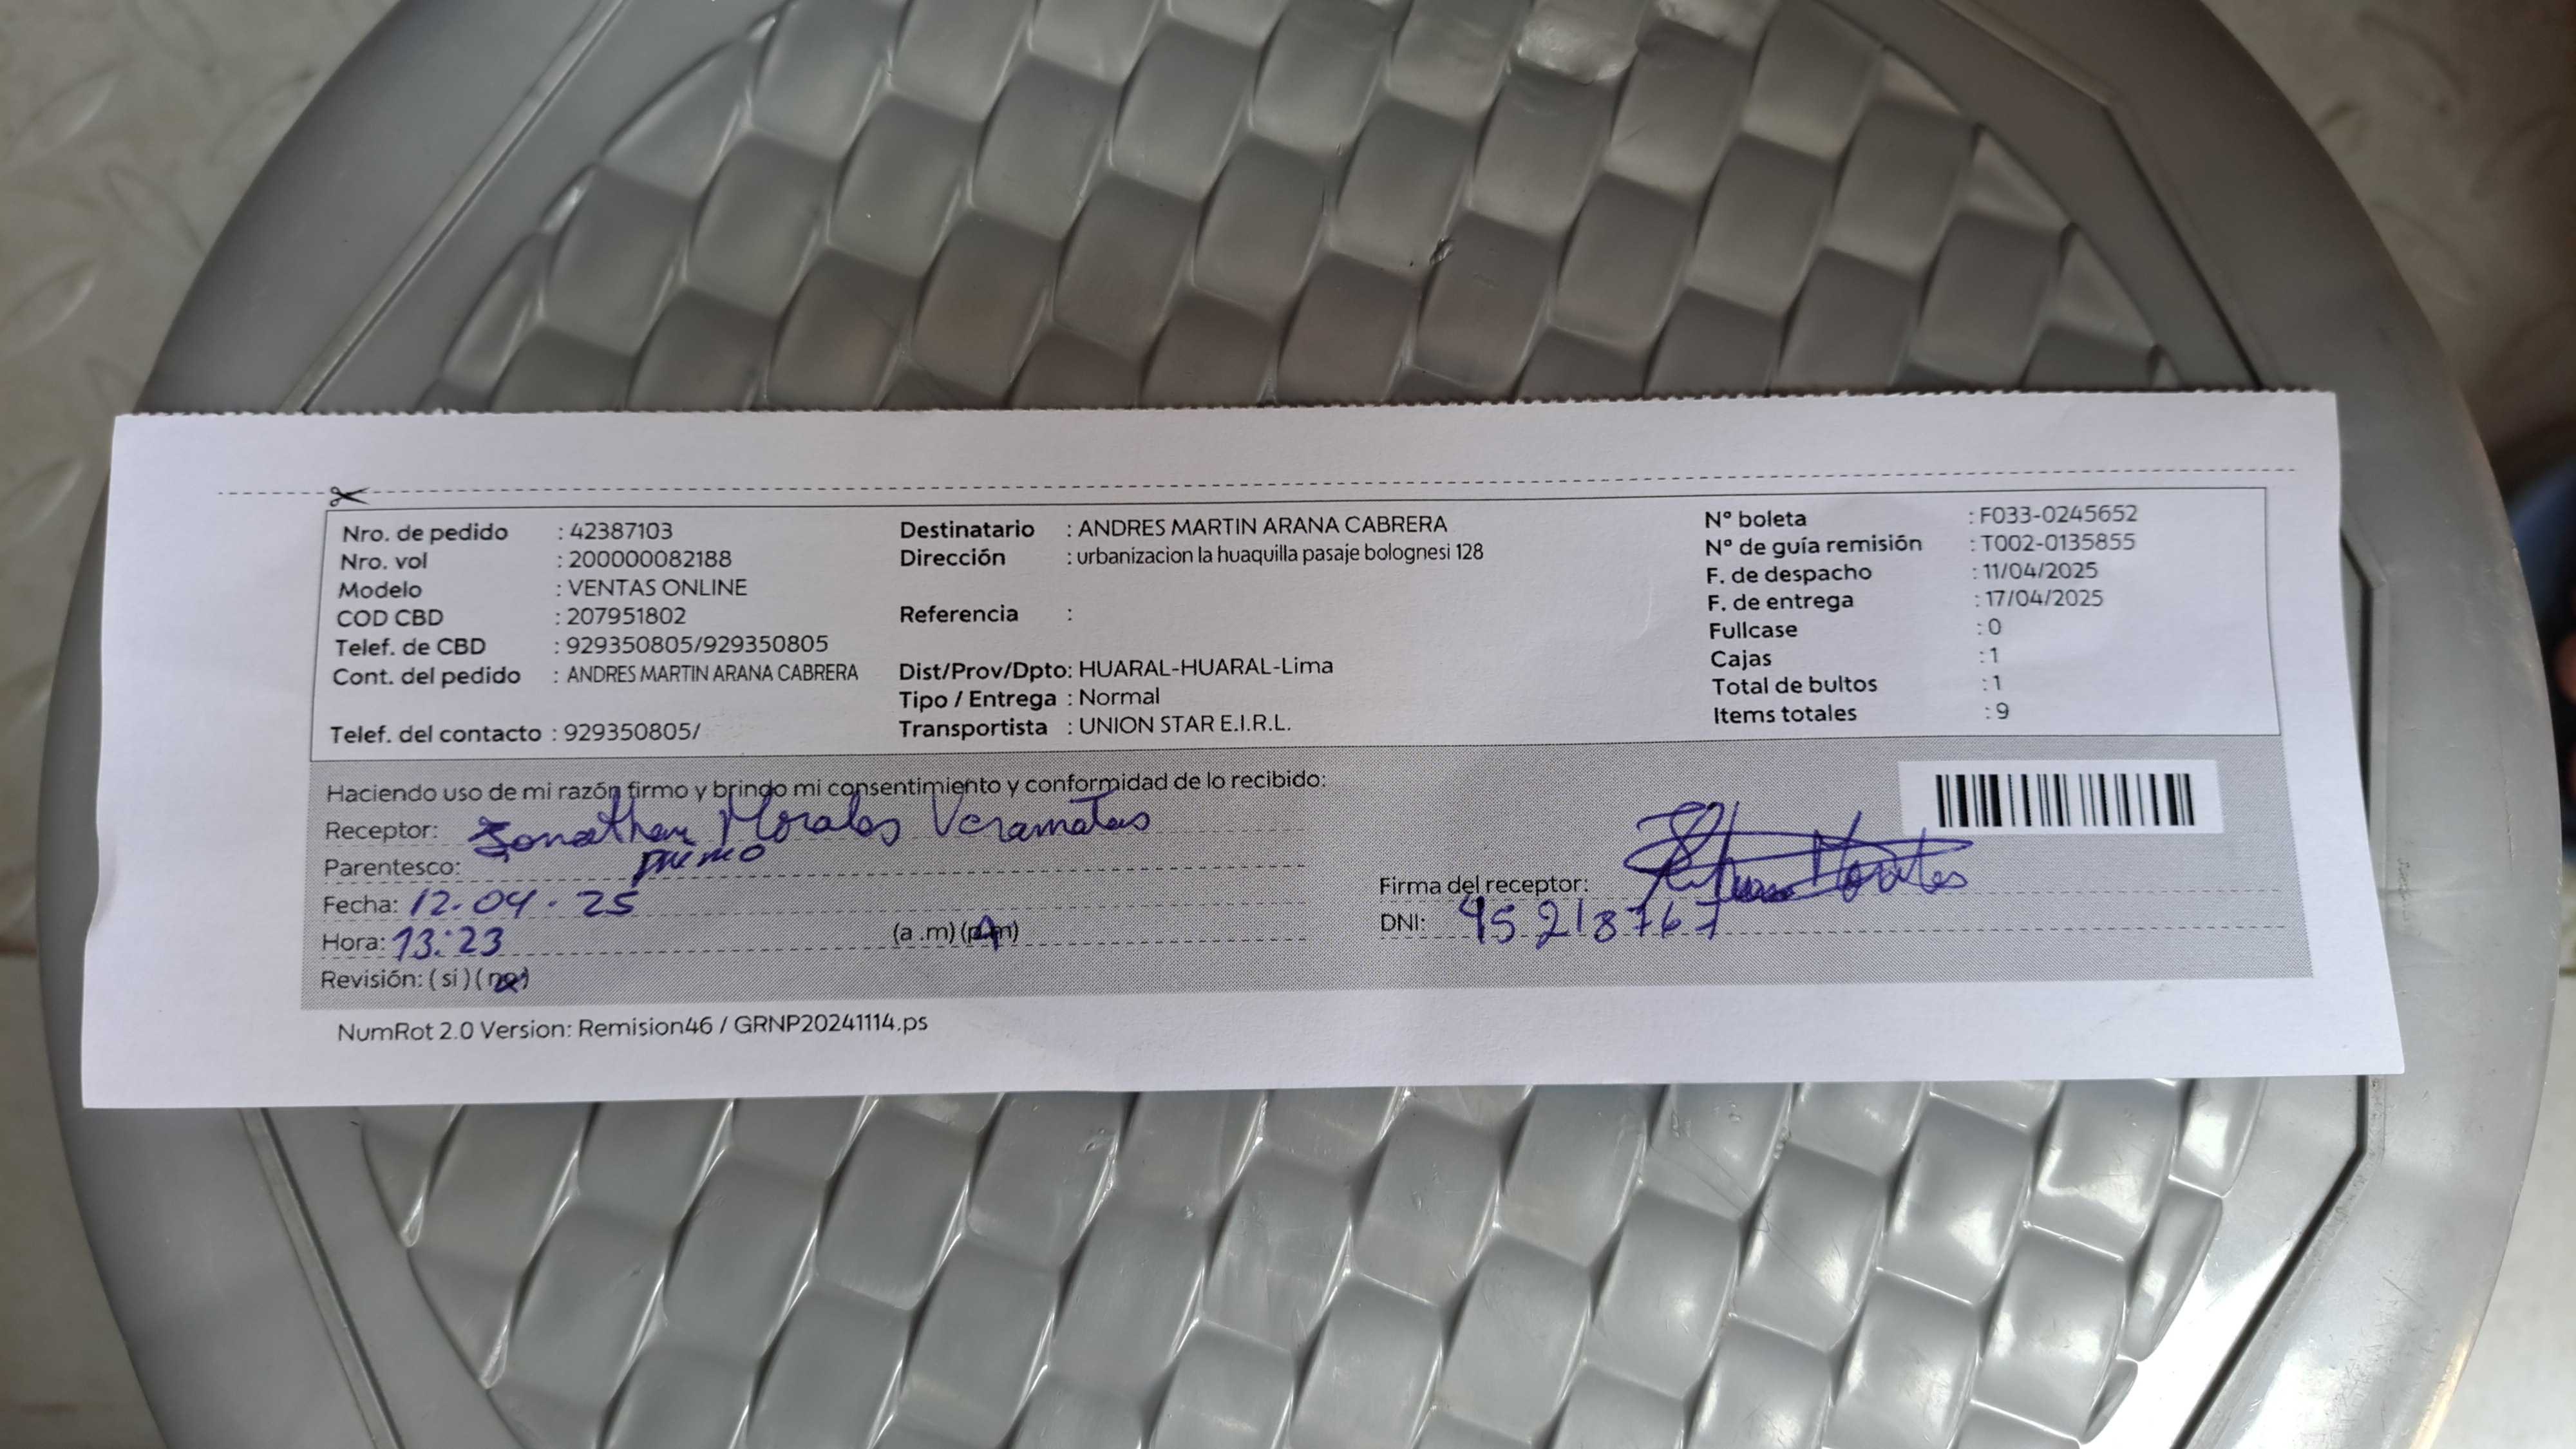 Nro. de pedido : 42387103
Nro. vol : 200000082188
Modelo : VENTAS ONLINE
COD CBD : 207951802
Telef. de CBD : 929350805/929350805
Cont. del pedido : ANDRES MARTIN ARANA CABRERA
Telef. del contacto : 929350805/
Destinatario : ANDRES MARTIN ARANA CABRERA
Dirección : urbanizacion la huaquilla pasaje bolognesi 128
Referencia :
Dist/Prov/Dpto: HUARAL-HUARAL-Lima
Tipo / Entrega : Normal
Transportista : UNION STAR E.I.R.L.
N° boleta : F033-0245652
N° de guía remisión : T002-0135855
F. de despacho : 11/04/2025
F. de entrega : 17/04/2025
Fullcase : 0
Cajas : 1
Total de bultos : 1
Items totales : 9
Haciendo uso de mi razón firmo y brindo mi consentimiento y conformidad de lo recibido:
Receptor: Jonathan Morales Veramatus
Parentesco: primo
Fecha: 12.04.25
Hora: 13:23 (a .m) (p.m)
Revisión: ( si ) ( no )
Firma del receptor:
DNI: 45218767
NumRot 2.0 Version: Remision46 / GRNP20241114.ps